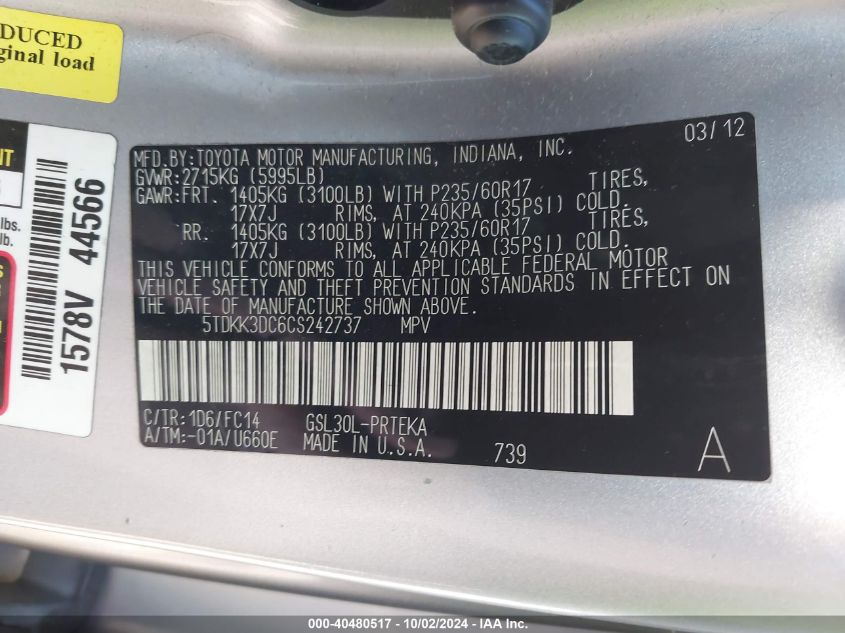 DUCED
ginal load
NT
lbs.
lb.
1578V 44566
03/12
MFD.BY:TOYOTA MOTOR MANUFACTURING, INDIANA, INC.
GVWR:2715KG (5995LB)
GAWR:FRT. 1405KG (3100LB) WITH P235/60R17 TIRES,
17X7J RIMS, AT 240KPA (35PSI) COLD.
RR. 1405KG (3100LB) WITH P235/60R17 TIRES,
17X7J RIMS, AT 240KPA (35PSI) COLD.
THIS VEHICLE CONFORMS TO ALL APPLICABLE FEDERAL MOTOR
VEHICLE SAFETY AND THEFT PREVENTION STANDARDS IN EFFECT ON
THE DATE OF MANUFACTURE SHOWN ABOVE.
5TDKK3DC6CS242737 MPV
C/TR:1D6/FC14 GSL30L-PRTEKA
A/TM:-01A/U660E MADE IN U.S.A. 739 A
000-40480517 - 10/02/2024 - IAA Inc.